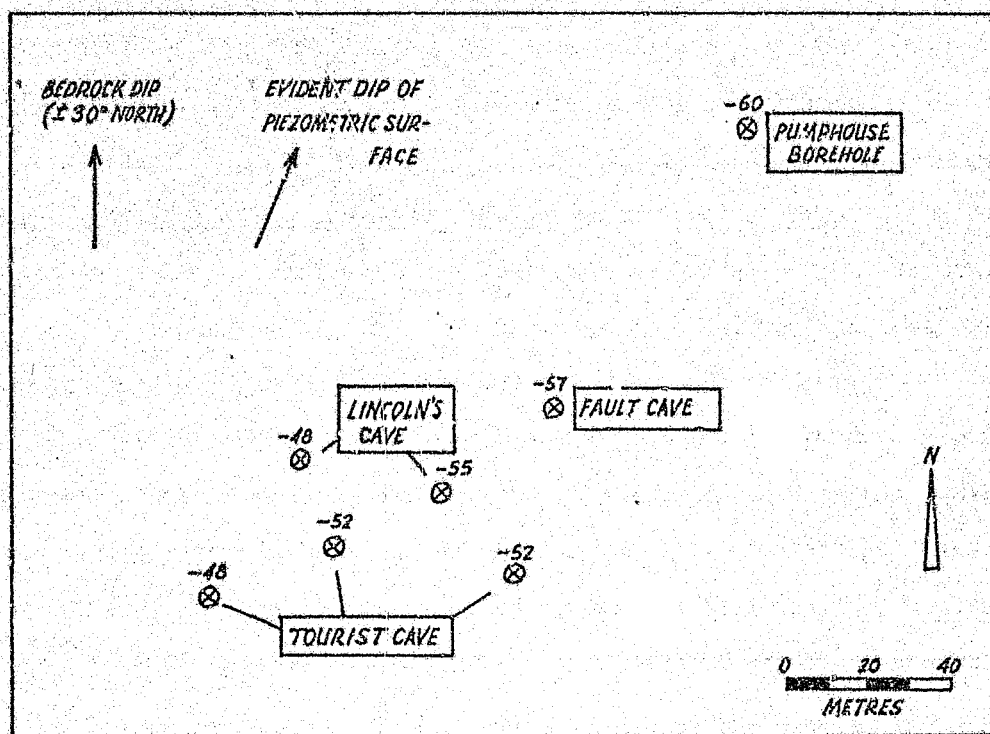 BEDROCK DIP
(± 30° NORTH)
EVIDENT DIP OF
PIEZOMETRIC SUR-
FACE
-60
PUMPHOUSE
BOREHOLE
-57
FAULT CAVE
LINCOLN'S
CAVE
-48
-55
-52
-52
-48
TOURIST CAVE
N
0 20 40
METRES